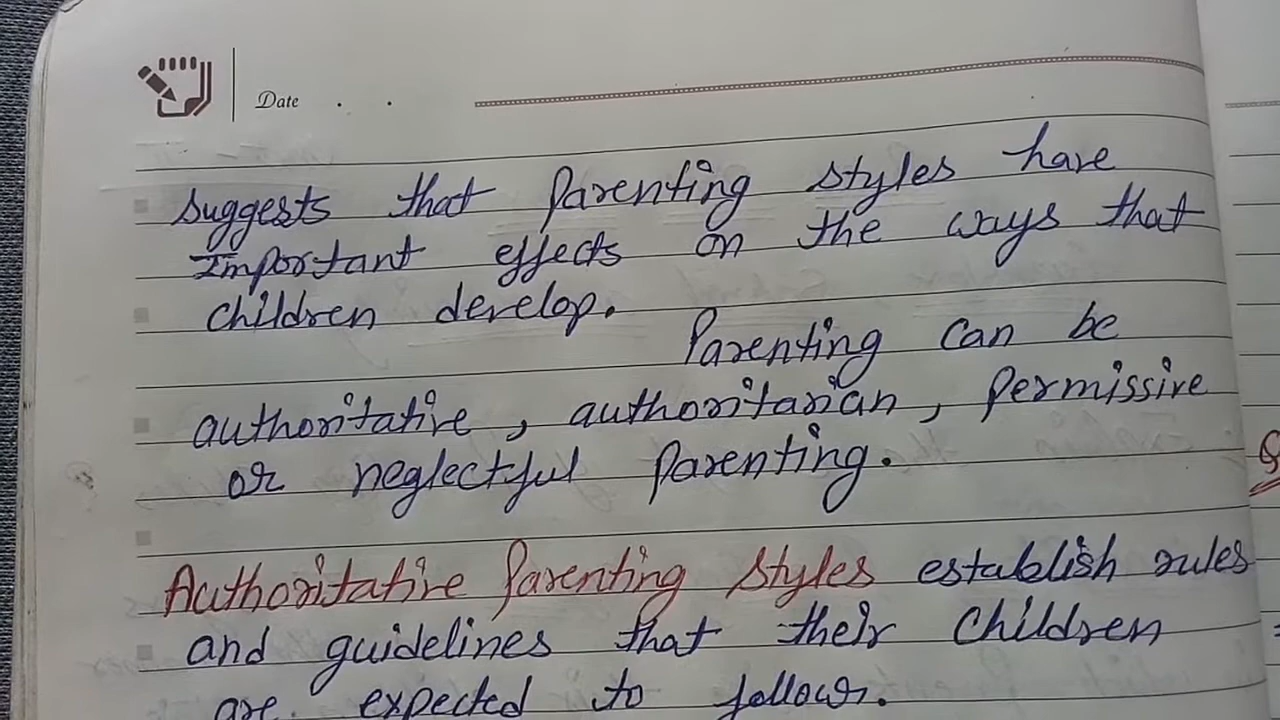 Date . .
suggests that Parenting styles have
Important effects on the ways that
children develop.
Parenting can be
authoritative, authoritarian, permissive
or neglectful parenting.
Authoritative Parenting styles establish rules
and guidelines that their children
are expected to follow.